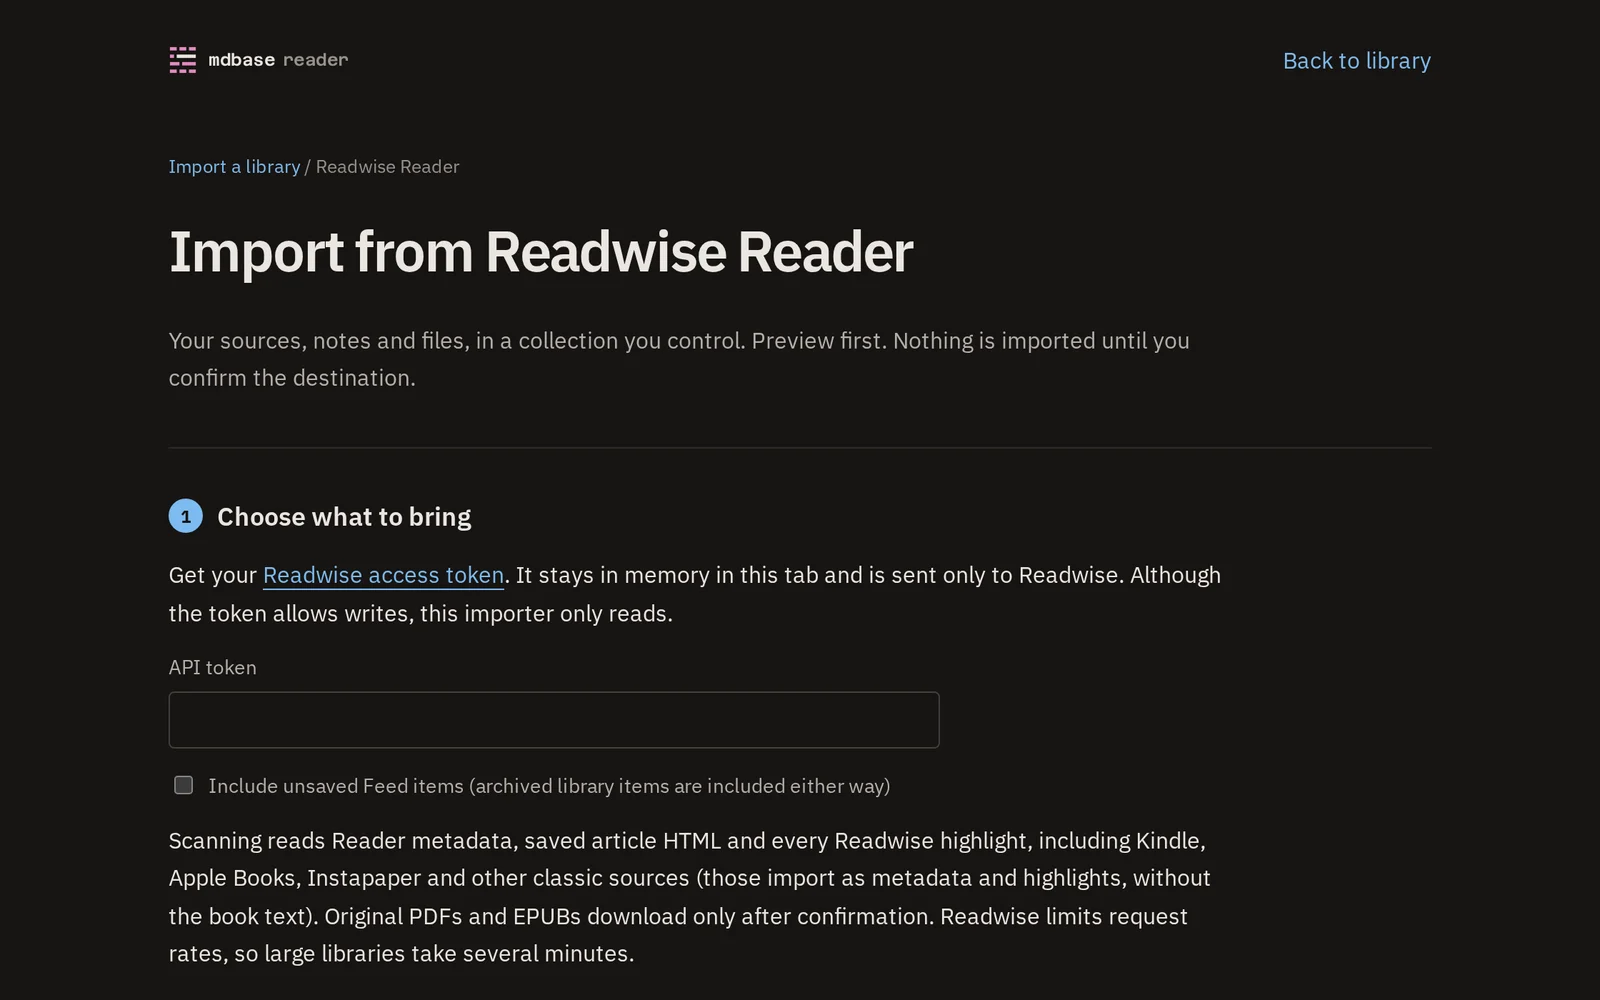 mdbase reader
Back to library
Import a library / Readwise Reader
Import from Readwise Reader
Your sources, notes and files, in a collection you control. Preview first. Nothing is imported until you
confirm the destination.
1 Choose what to bring
Get your Readwise access token. It stays in memory in this tab and is sent only to Readwise. Although
the token allows writes, this importer only reads.
API token
Include unsaved Feed items (archived library items are included either way)
Scanning reads Reader metadata, saved article HTML and every Readwise highlight, including Kindle,
Apple Books, Instapaper and other classic sources (those import as metadata and highlights, without
the book text). Original PDFs and EPUBs download only after confirmation. Readwise limits request
rates, so large libraries take several minutes.